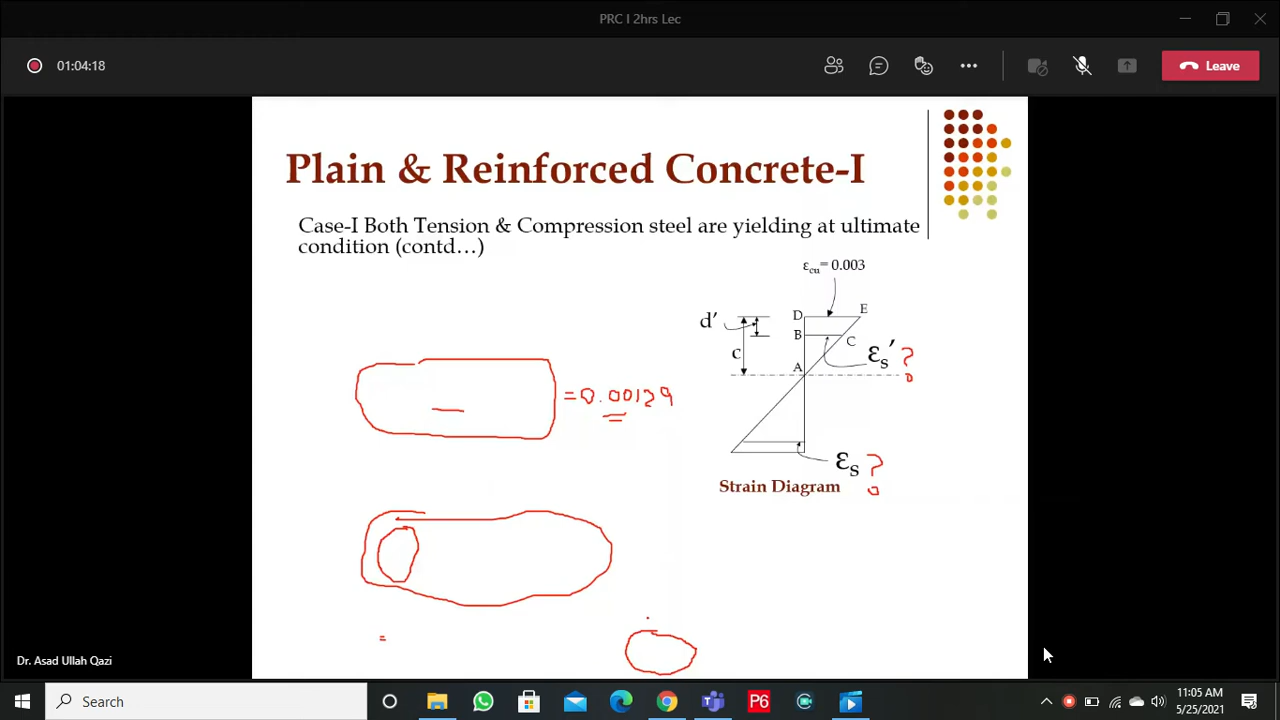 PRC I 2hrs Lec
01:04:18
Leave
Plain & Reinforced Concrete-I
Case-I Both Tension & Compression steel are yielding at ultimate
condition (contd…)
εcu= 0.003
D
E
d′
B
C
c
εs′ ?
A
= 0.00129
εs ?
Strain Diagram
=
Dr. Asad Ullah Qazi
Search
P6
11:05 AM
5/25/2021